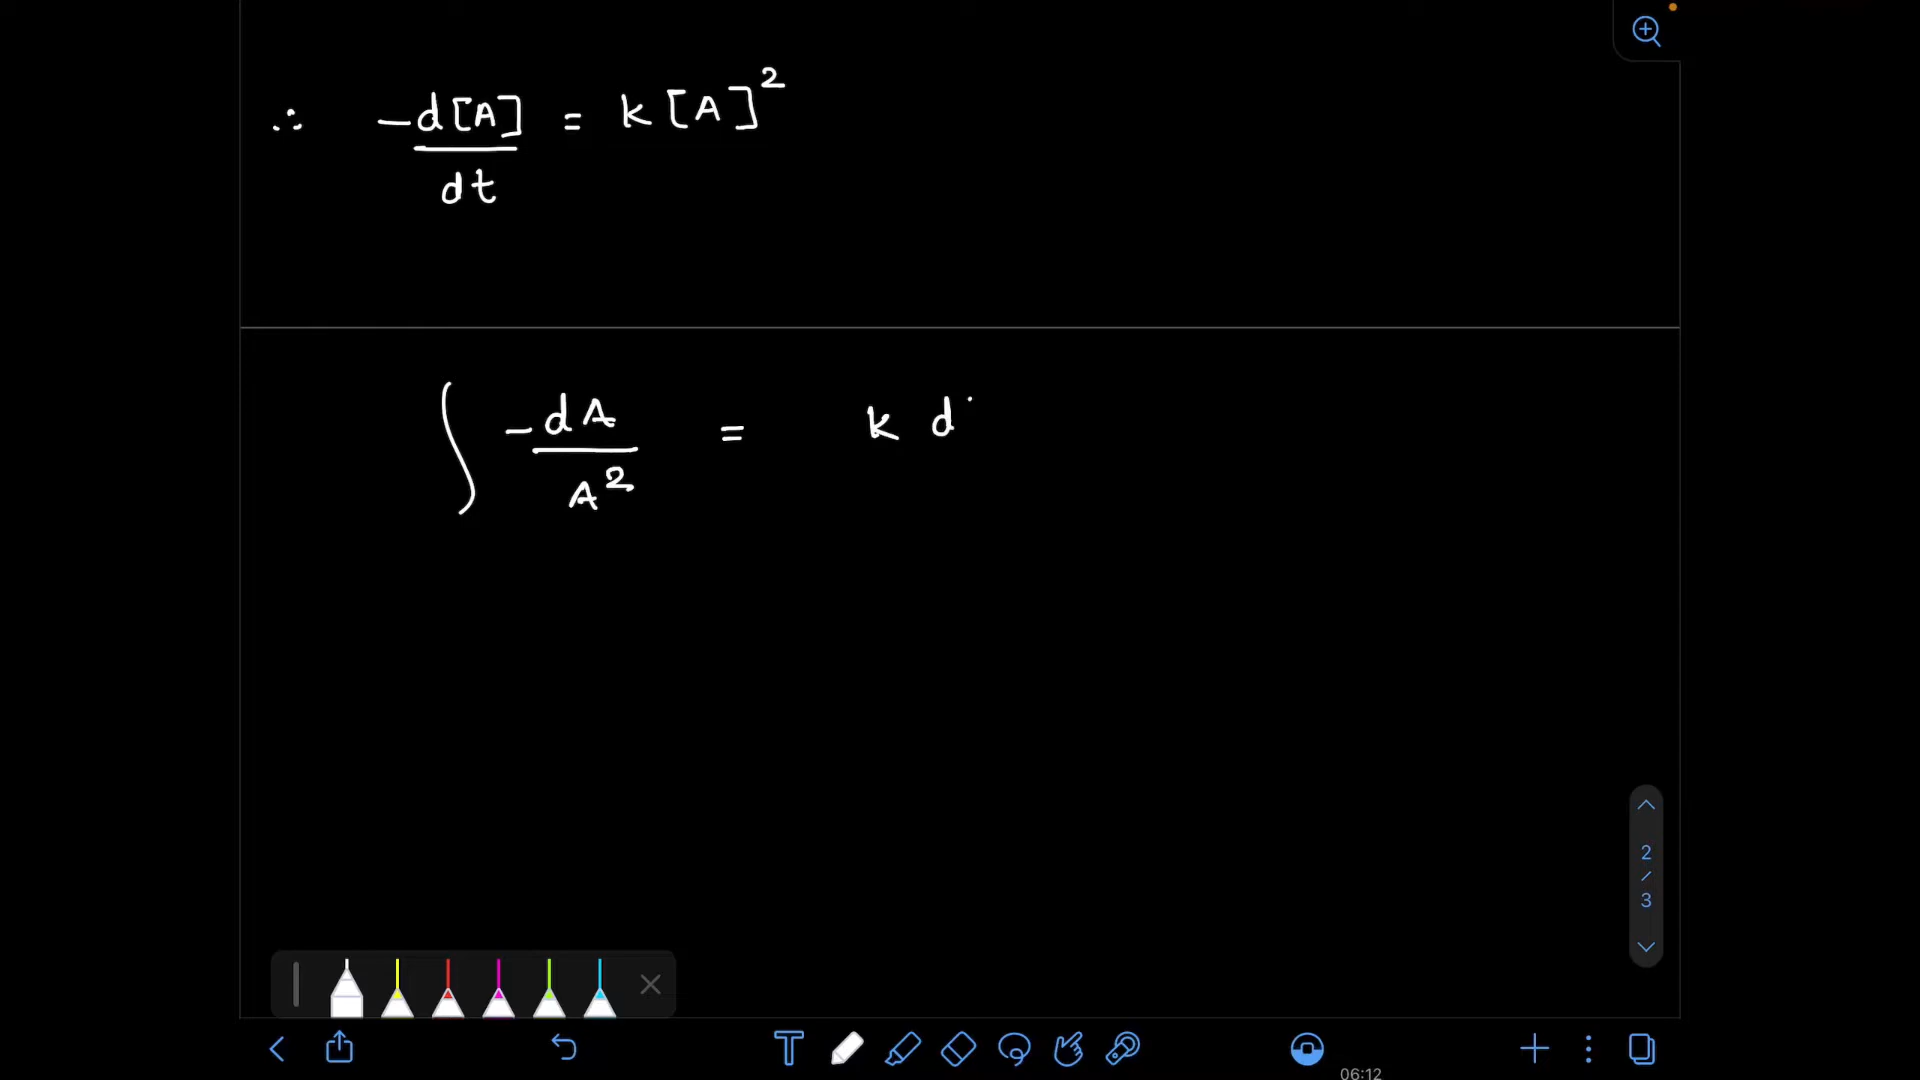 ∴ -d[A]/dt = k[A]²
∫ -dA/A² = k d
2
/
3
T
06:12